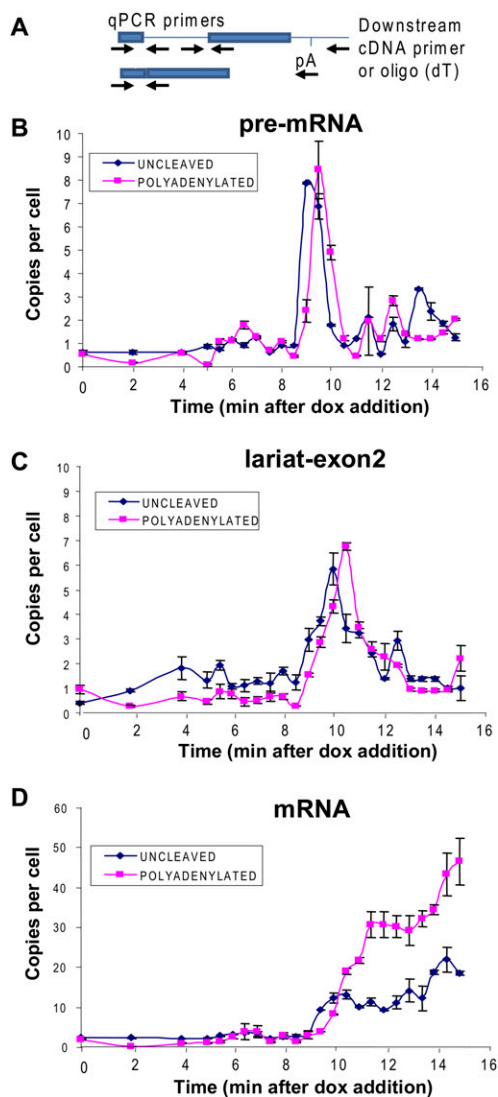 A
qPCR primers
Downstream
cDNA primer
or oligo (dT)
pA
B
pre-mRNA
UNCLEAVED
POLYADENYLATED
Copies per cell
10
9
8
7
6
5
4
3
2
1
0
0 2 4 6 8 10 12 14 16
Time (min after dox addition)
C
lariat-exon2
UNCLEAVED
POLYADENYLATED
Copies per cell
10
9
8
7
6
5
4
3
2
1
0
0 2 4 6 8 10 12 14 16
Time (min after dox addition)
D
mRNA
UNCLEAVED
POLYADENYLATED
Copies per cell
60
50
40
30
20
10
0
0 2 4 6 8 10 12 14 16
Time (min after dox addition)